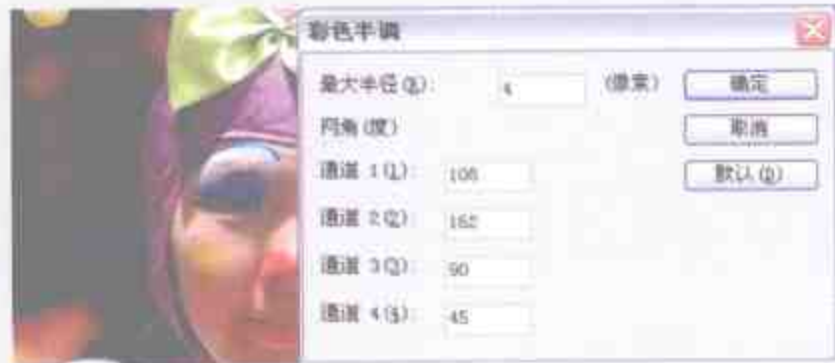 彩色半调
最大半径(R): 4 (像素) 确定
网角(度) 取消
通道 1(1): 108 默认(D)
通道 2(2): 162
通道 3(3): 90
通道 4(4): 45